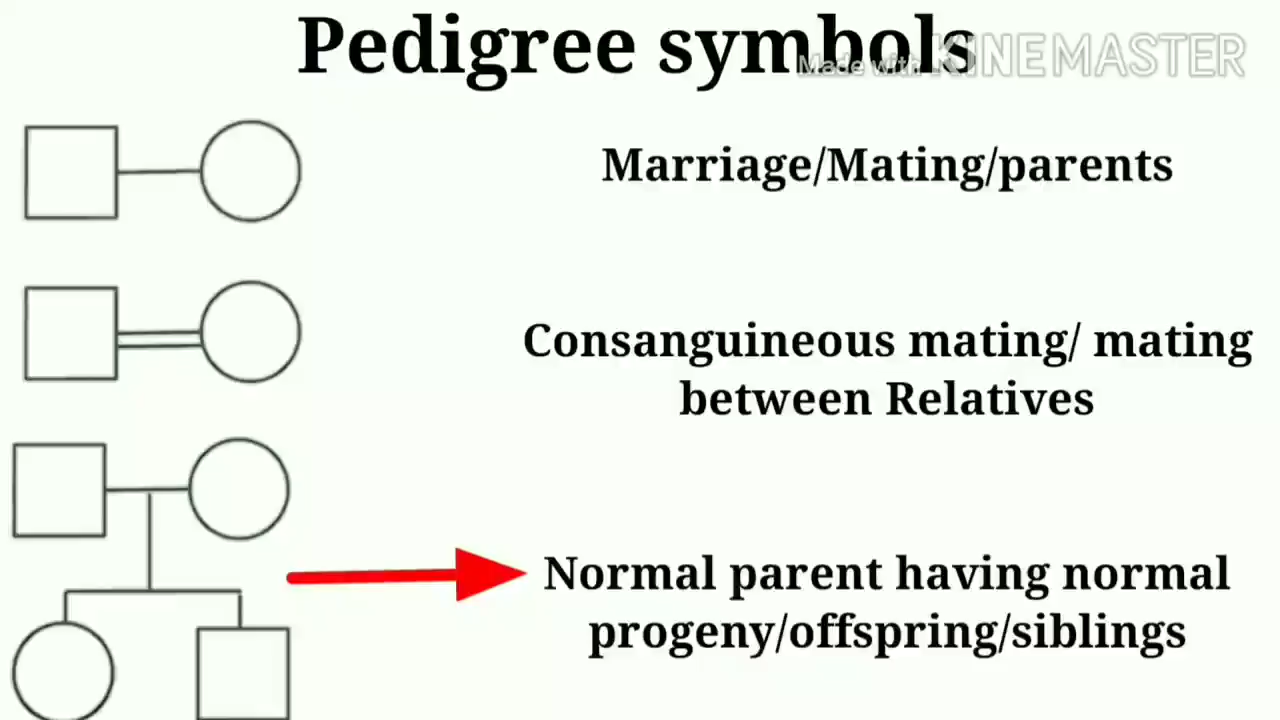 Pedigree symbols
Made with KINEMASTER
Marriage/Mating/parents
Consanguineous mating/ mating
between Relatives
Normal parent having normal
progeny/offspring/siblings